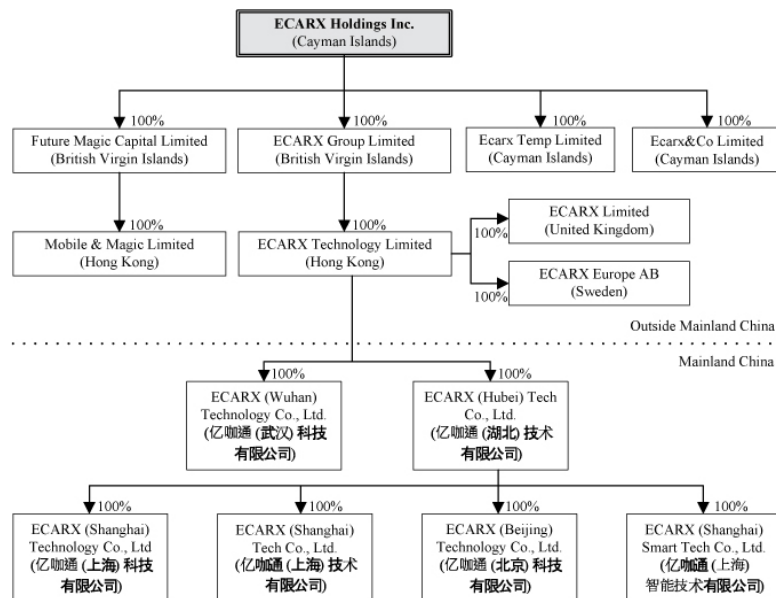 ECARX Holdings Inc.
(Cayman Islands)
100%
100%
100%
100%
Future Magic Capital Limited
(British Virgin Islands)
ECARX Group Limited
(British Virgin Islands)
Ecarx Temp Limited
(Cayman Islands)
Ecarx&Co Limited
(Cayman Islands)
100%
100%
Mobile & Magic Limited
(Hong Kong)
ECARX Technology Limited
(Hong Kong)
100%
ECARX Limited
(United Kingdom)
100%
ECARX Europe AB
(Sweden)
Outside Mainland China
Mainland China
100%
100%
ECARX (Wuhan)
Technology Co., Ltd.
(亿咖通 (武汉) 科技
有限公司)
ECARX (Hubei) Tech
Co., Ltd.
(亿咖通 (湖北) 技术
有限公司)
100%
100%
100%
100%
ECARX (Shanghai)
Technology Co., Ltd
(亿咖通 (上海) 科技
有限公司)
ECARX (Shanghai)
Tech Co., Ltd.
(亿咖通 (上海) 技术
有限公司)
ECARX (Beijing)
Technology Co., Ltd.
(亿咖通 (北京) 科技
有限公司)
ECARX (Shanghai)
Smart Tech Co., Ltd.
(亿咖通 (上海)
智能技术有限公司)